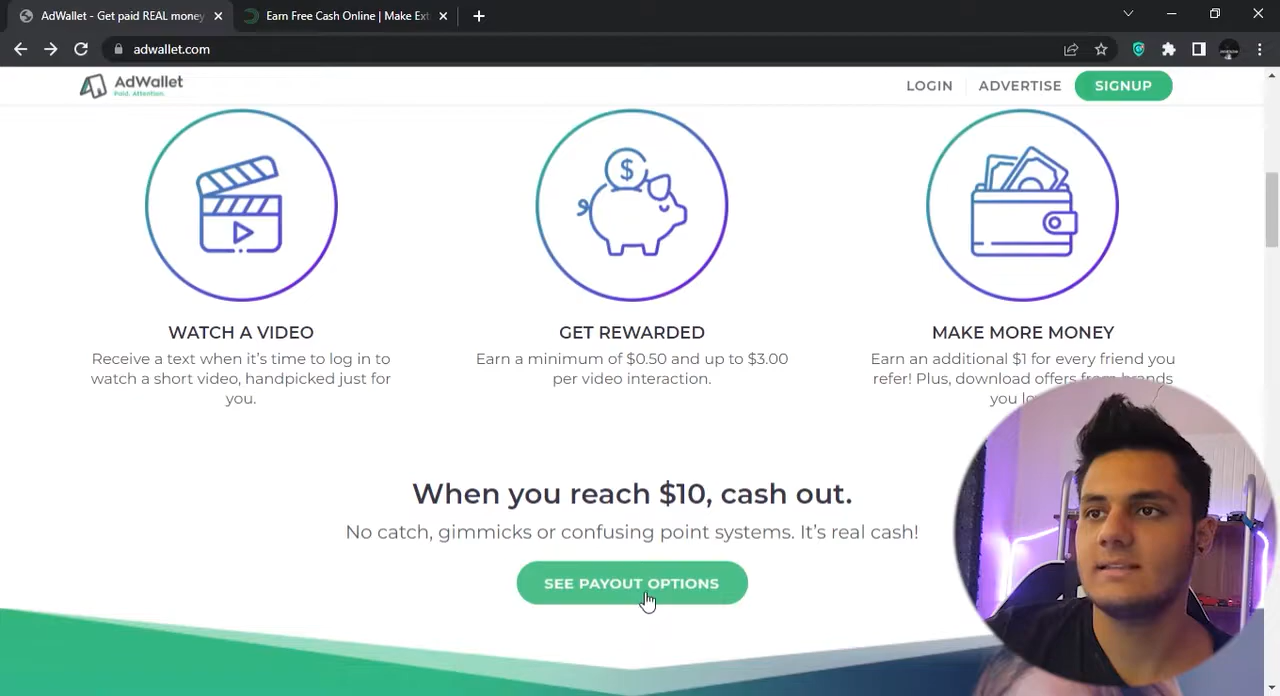 AdWallet - Get paid REAL money
Earn Free Cash Online | Make Ext
adwallet.com
AdWallet
Paid. Attention.
LOGIN
ADVERTISE
SIGNUP
$
WATCH A VIDEO
Receive a text when it's time to log in to
watch a short video, handpicked just for
you.
GET REWARDED
Earn a minimum of $0.50 and up to $3.00
per video interaction.
MAKE MORE MONEY
Earn an additional $1 for every friend you
refer! Plus, download offers from brands
you
When you reach $10, cash out.
No catch, gimmicks or confusing point systems. It's real cash!
SEE PAYOUT OPTIONS